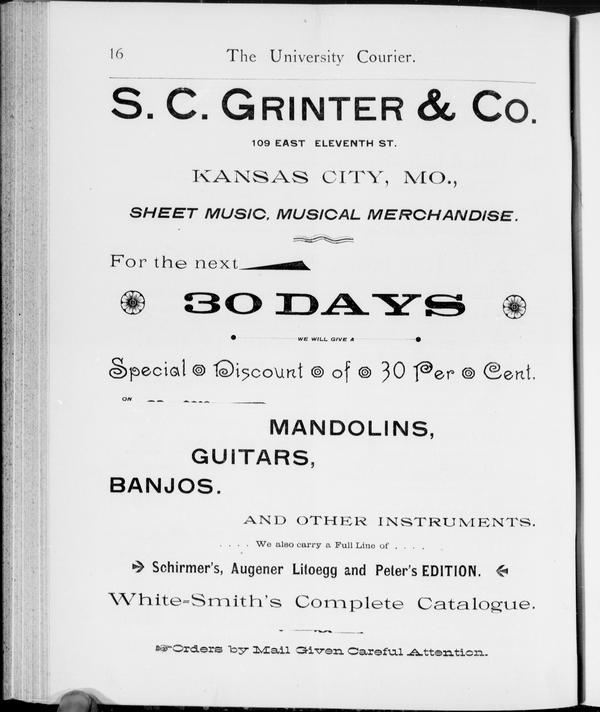 16 The University Courier.
S. C. GRINTER & CO.
109 EAST ELEVENTH ST.
KANSAS CITY, MO.,
SHEET MUSIC, MUSICAL MERCHANDISE.
For the next
30 DAYS
WE WILL GIVE A
Special Discount of 30 Per Cent.
ON
MANDOLINS,
GUITARS,
BANJOS.
AND OTHER INSTRUMENTS.
. . . . We also carry a Full Line of . . . .
Schirmer's, Augener Litoegg and Peter's EDITION.
White-Smith's Complete Catalogue.
☞Orders by Mail Given Careful Attention.